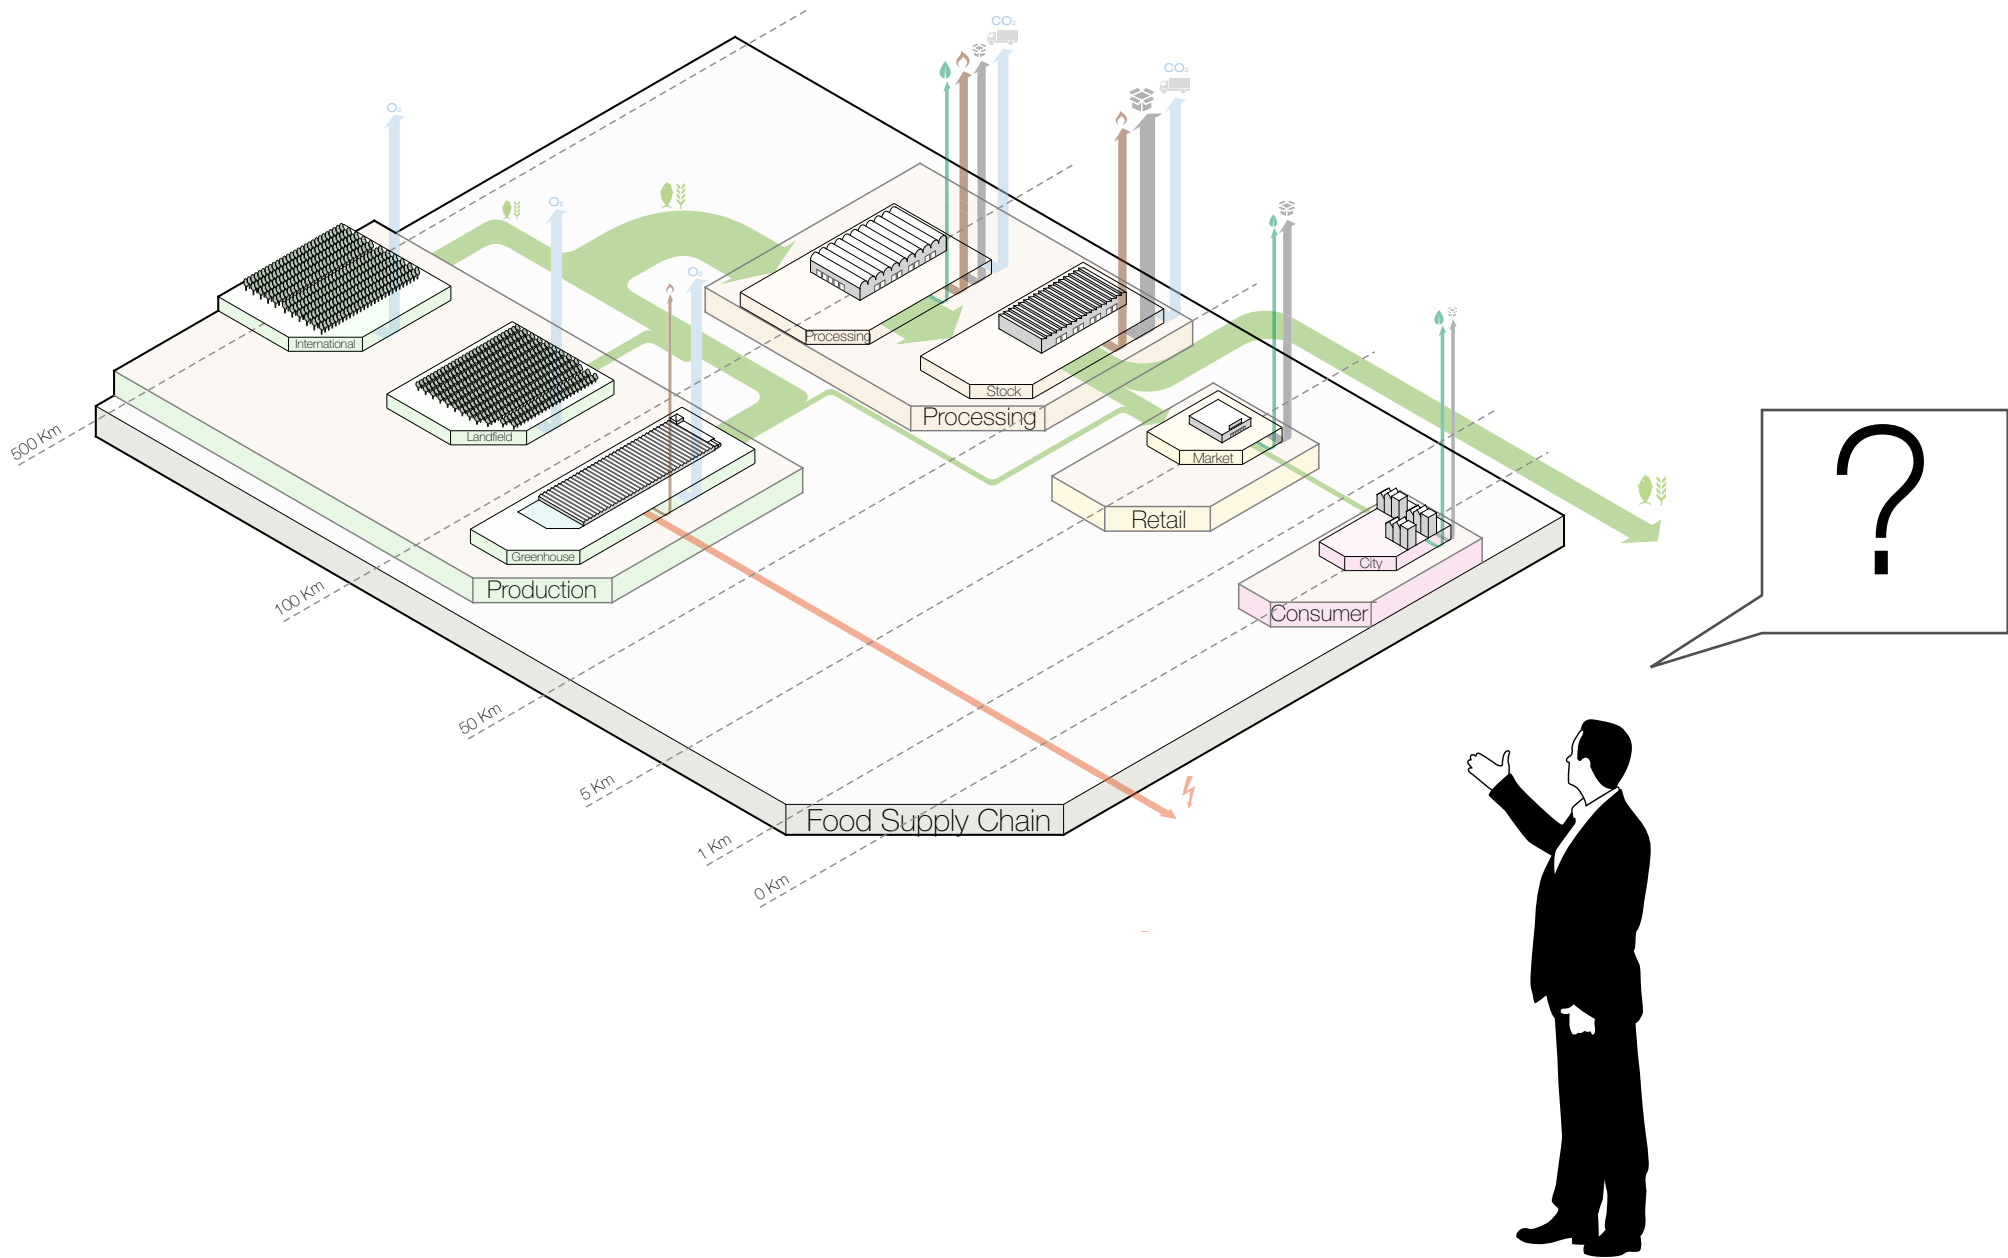 CO₂
CO₂
O₂
O₂
O₂
International
Landfield
Greenhouse
Production
Processing
Stock
Processing
Market
Retail
City
Consumer
500 Km
100 Km
50 Km
5 Km
1 Km
0 Km
Food Supply Chain
?